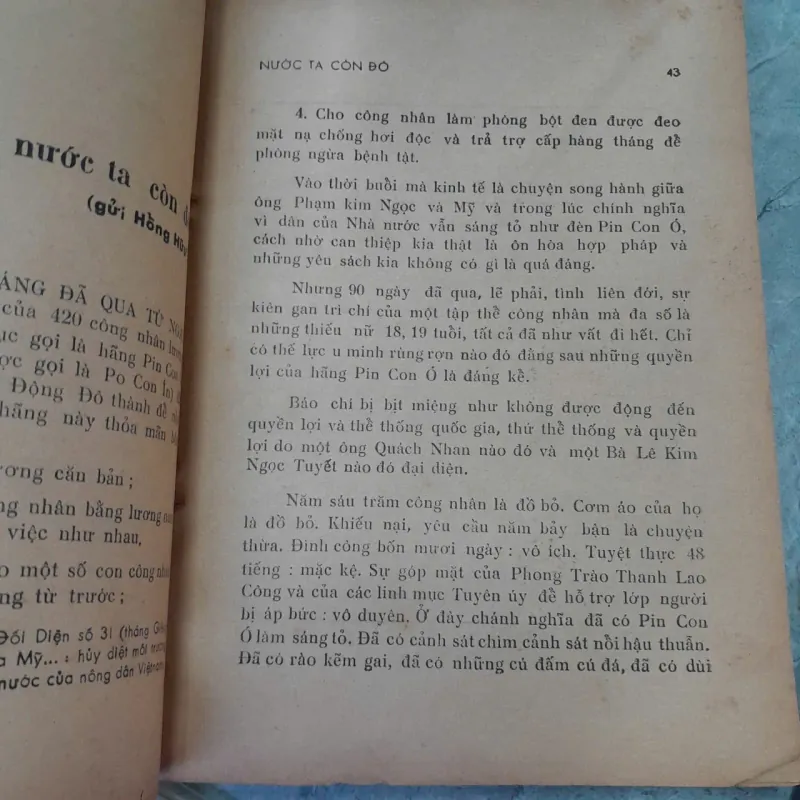 nước ta còn
(gửi Hồng
ÁNG ĐÃ QUA TỪ
của 420 công nhân
gọi là hãng Pin Con
gọi là Po Con
Động Đô thành đề
hãng này thỏa mãn
ương căn bản ;
nhân bằng lương
việc như nhau,
một số con công
từ trước ;
Đối Diện số 31 (tháng
Mỹ... : hủy diệt môi
nước của nông dân
NƯỚC TA CÒN ĐÓ
43
4. Cho công nhân làm phòng bột đen được đeo
mặt nạ chống hơi độc và trả trợ cấp hàng tháng đề
phòng ngừa bệnh tật.
Vào thời buổi mà kinh tế là chuyện song hành giữa
ông Phạm kim Ngọc và Mỹ và trong lúc chính nghĩa
vì dân của Nhà nước vẫn sáng tỏ như đèn Pin Con Ó,
cách nhờ can thiệp kia thật là ôn hòa hợp pháp và
những yêu sách kia không có gì là quá đáng.
Nhưng 90 ngày đã qua, lẽ phải, tình liên đới, sự
kiên gan trì chí của một tập thể công nhân mà đa số là
những thiếu nữ 18, 19 tuổi, tất cả đã như vất đi hết. Chỉ
có thế lực u minh rùng rợn nào đó đằng sau những quyền
lợi của hãng Pin Con Ó là đáng kể.
Báo chí bị bịt miệng như không được động đến
quyền lợi và thể thống quốc gia, thứ thể thống và quyền
lợi do một ông Quách Nhan nào đó và một Bà Lê Kim
Ngọc Tuyết nào đó đại diện.
Năm sáu trăm công nhân là đồ bỏ. Cơm áo của họ
là đồ bỏ. Khiếu nại, yêu cầu năm bảy bận là chuyện
thừa. Đình công bốn mươi ngày : vô ích. Tuyệt thực 48
tiếng : mặc kệ. Sự góp mặt của Phong Trào Thanh Lao
Công và của các linh mục Tuyên úy đề hỗ trợ lớp người
bị áp bức : vô duyên. Ở đây chánh nghĩa đã có Pin Con
Ó làm sáng tỏ. Đã có cảnh sát chìm cảnh sát nồi hậu thuẫn.
Đã có rào kẽm gai, đã có những cú đấm cú đá, đã có dùi